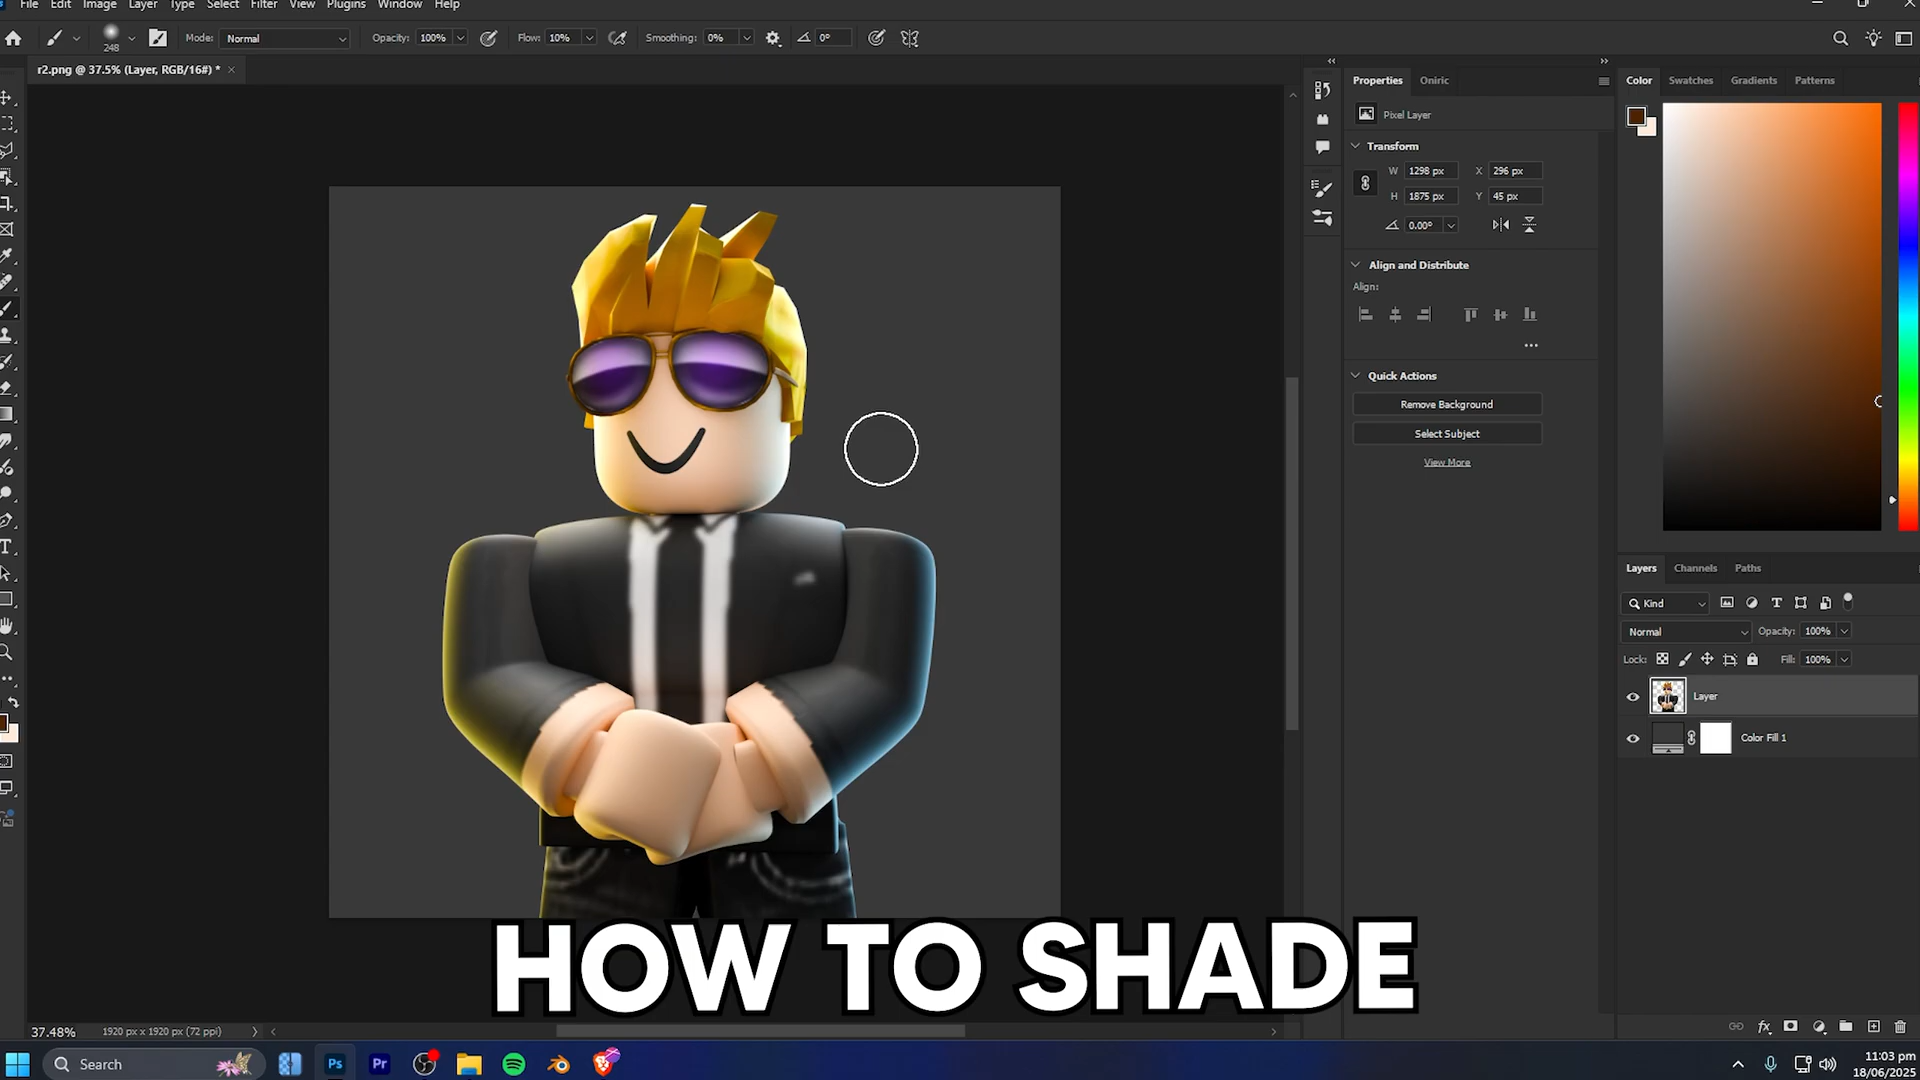 File Edit Image Layer Type Select Filter View Plugins Window Help
248 Mode: Normal Opacity: 100% Flow: 10% Smoothing: 0% 0°
r2.png @ 37.5% (Layer, RGB/16#) *
Properties Oniric
Pixel Layer
Transform
W 1298 px X 296 px
H 1875 px Y 45 px
0.00°
Align and Distribute
Align:
Quick Actions
Remove Background
Select Subject
View More
Color Swatches Gradients Patterns
Layers Channels Paths
Kind
Normal Opacity: 100%
Lock: Fill: 100%
Layer
Color Fill 1
HOW TO SHADE
37.48% 1920 px x 1920 px (72 ppi)
Search
Ps
Pr
11:03 pm
18/06/2025